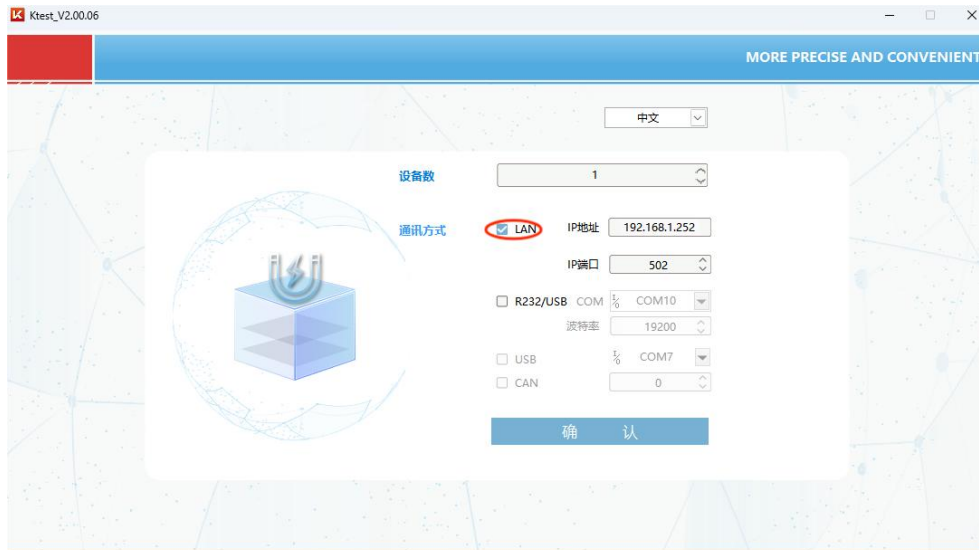 Ktest_V2.00.06
MORE PRECISE AND CONVENIENT
中文
设备数 1
通讯方式 LAN IP地址 192.168.1.252
IP端口 502
R232/USB COM I/0 COM10
波特率 19200
USB I/0 COM7
CAN 0
确 认